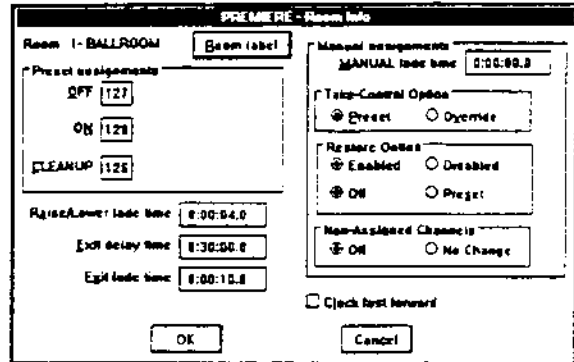 PREMIERE - Room Info
Room 1- BALLROOM
Room label
Preset assignments
OFF 127
ON 128
CLEANUP 126
Raise/Lower fade time 0:00:04.0
Exit delay time 0:30:00.0
Exit fade time 0:00:10.0
Manual assignments
MANUAL fade time 0:00:00.0
Take-Control Option
Preset Override
Restore Option
Enabled Disabled
Off Preset
Non-Assigned Channels
Off No Change
Clock fast forward
OK Cancel